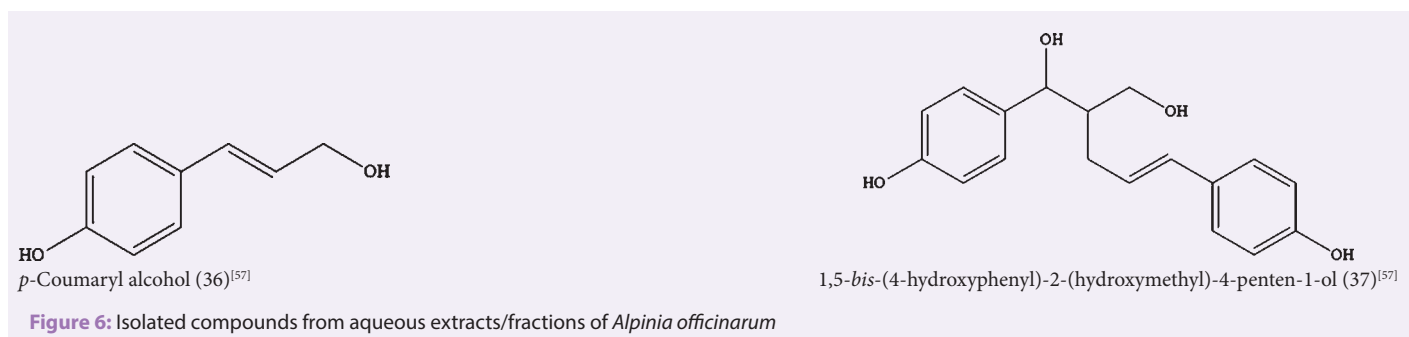 OH
OH
OH
HO
HO
OH
p-Coumaryl alcohol (36)[57]
1,5-bis-(4-hydroxyphenyl)-2-(hydroxymethyl)-4-penten-1-ol (37)[57]
Figure 6: Isolated compounds from aqueous extracts/fractions of Alpinia officinarum